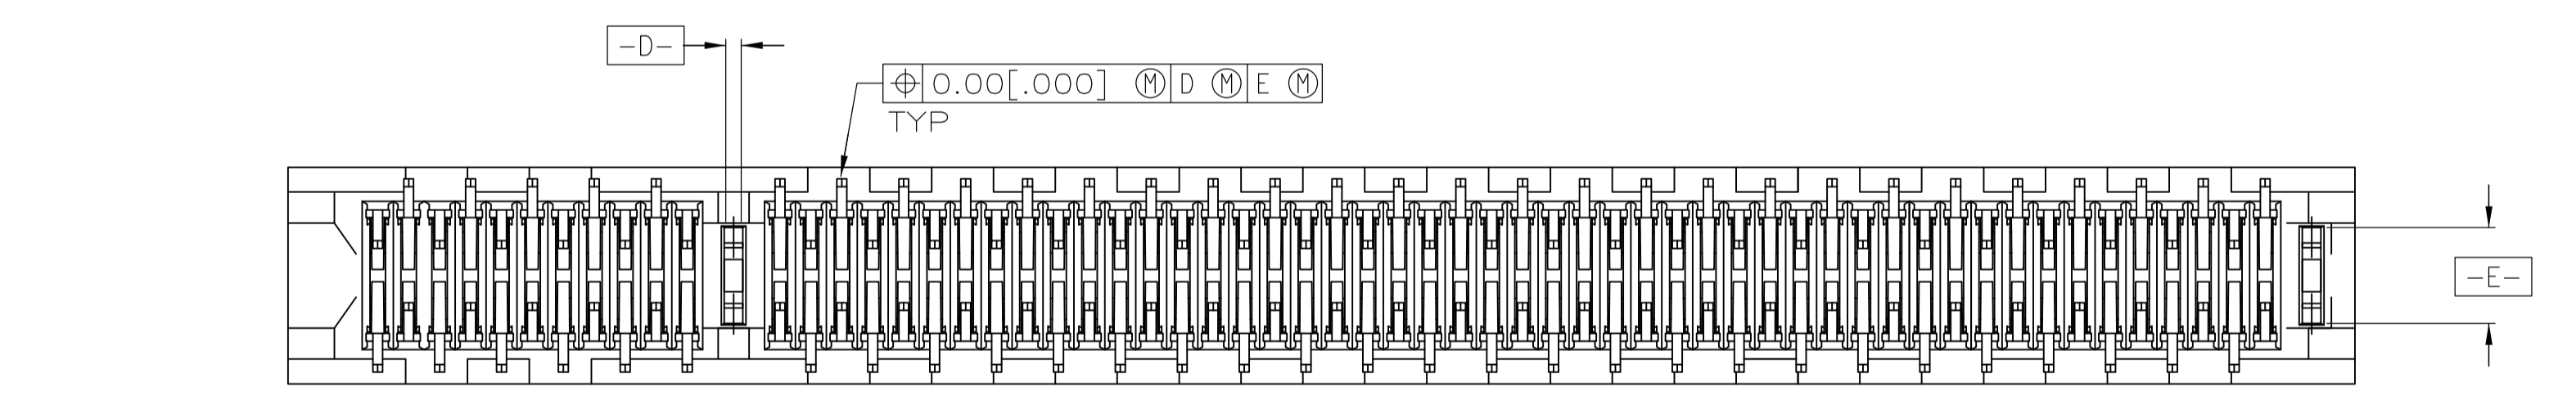 -D-
⌖ 0.00[.000] Ⓜ D Ⓜ E Ⓜ
TYP
-E-